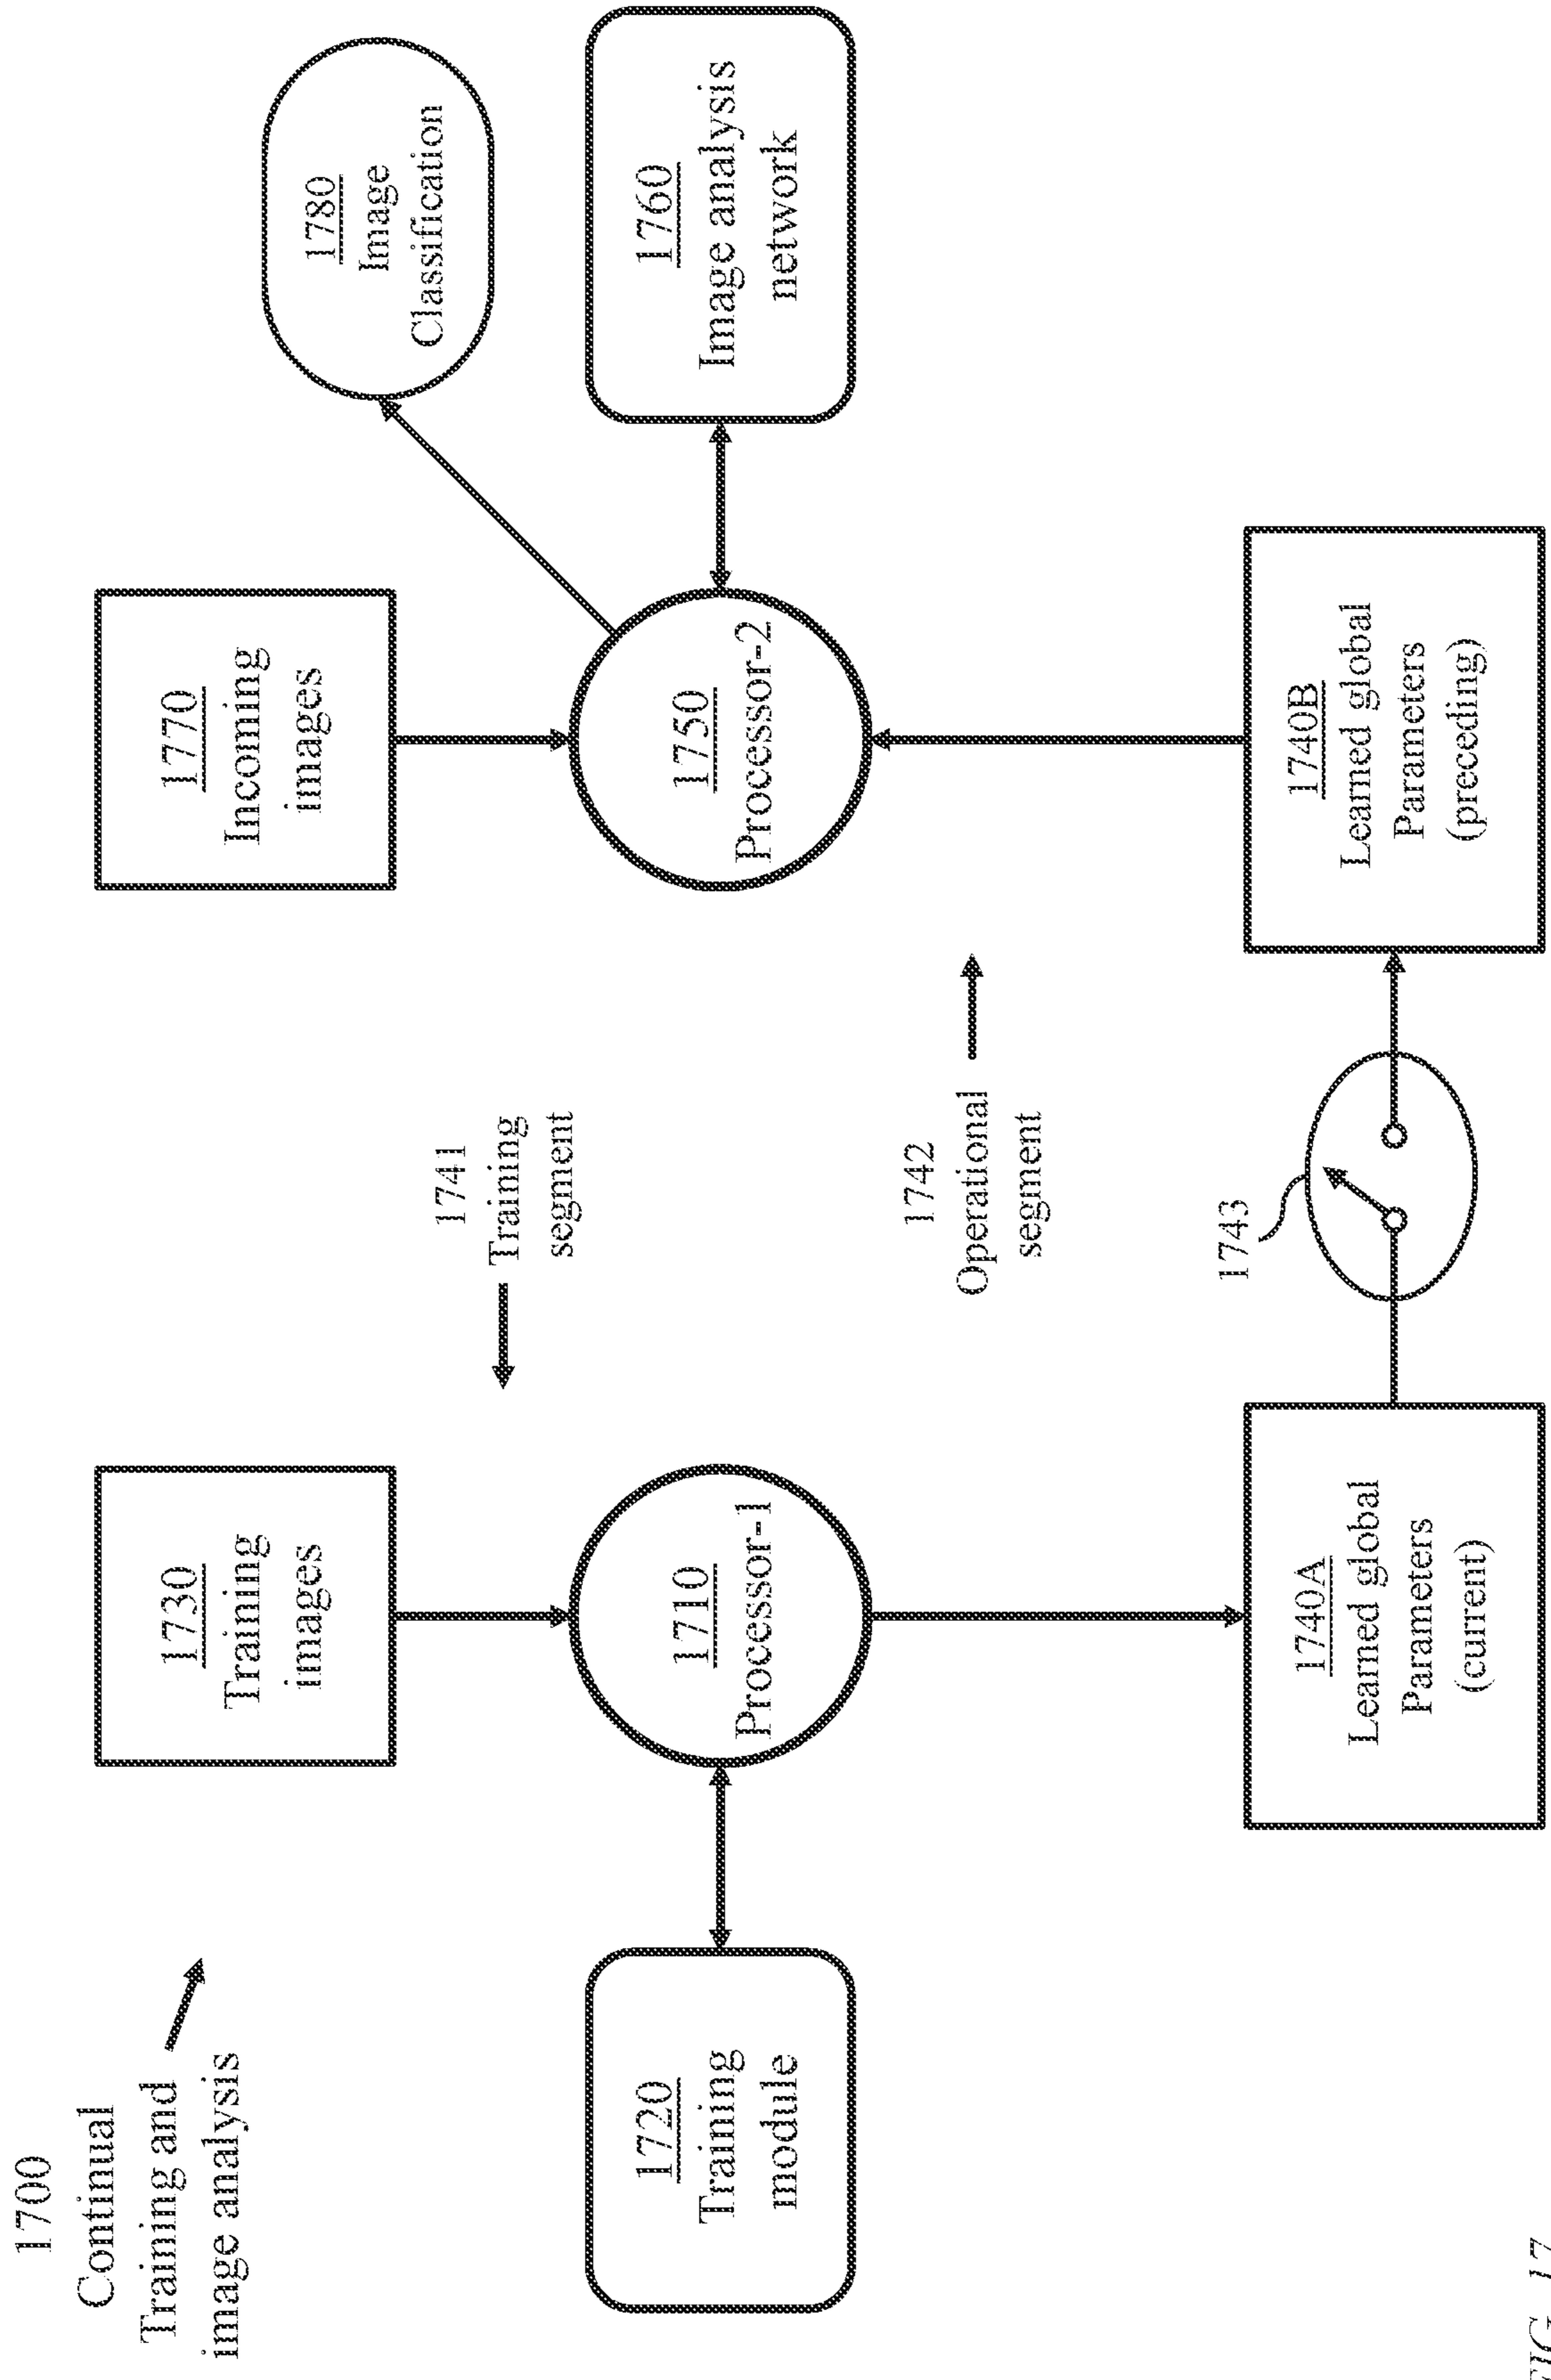 1700
Continual
Training and
image analysis
1730
Training
images
1770
Incoming
images
1780
Image
Classification
1741
Training
segment
1720
Training
module
1710
Processor-1
1750
Processor-2
1760
Image analysis
network
1742
Operational
segment
1743
1740A
Learned global
Parameters
(current)
1740B
Learned global
Parameters
(preceding)
FIG. 17